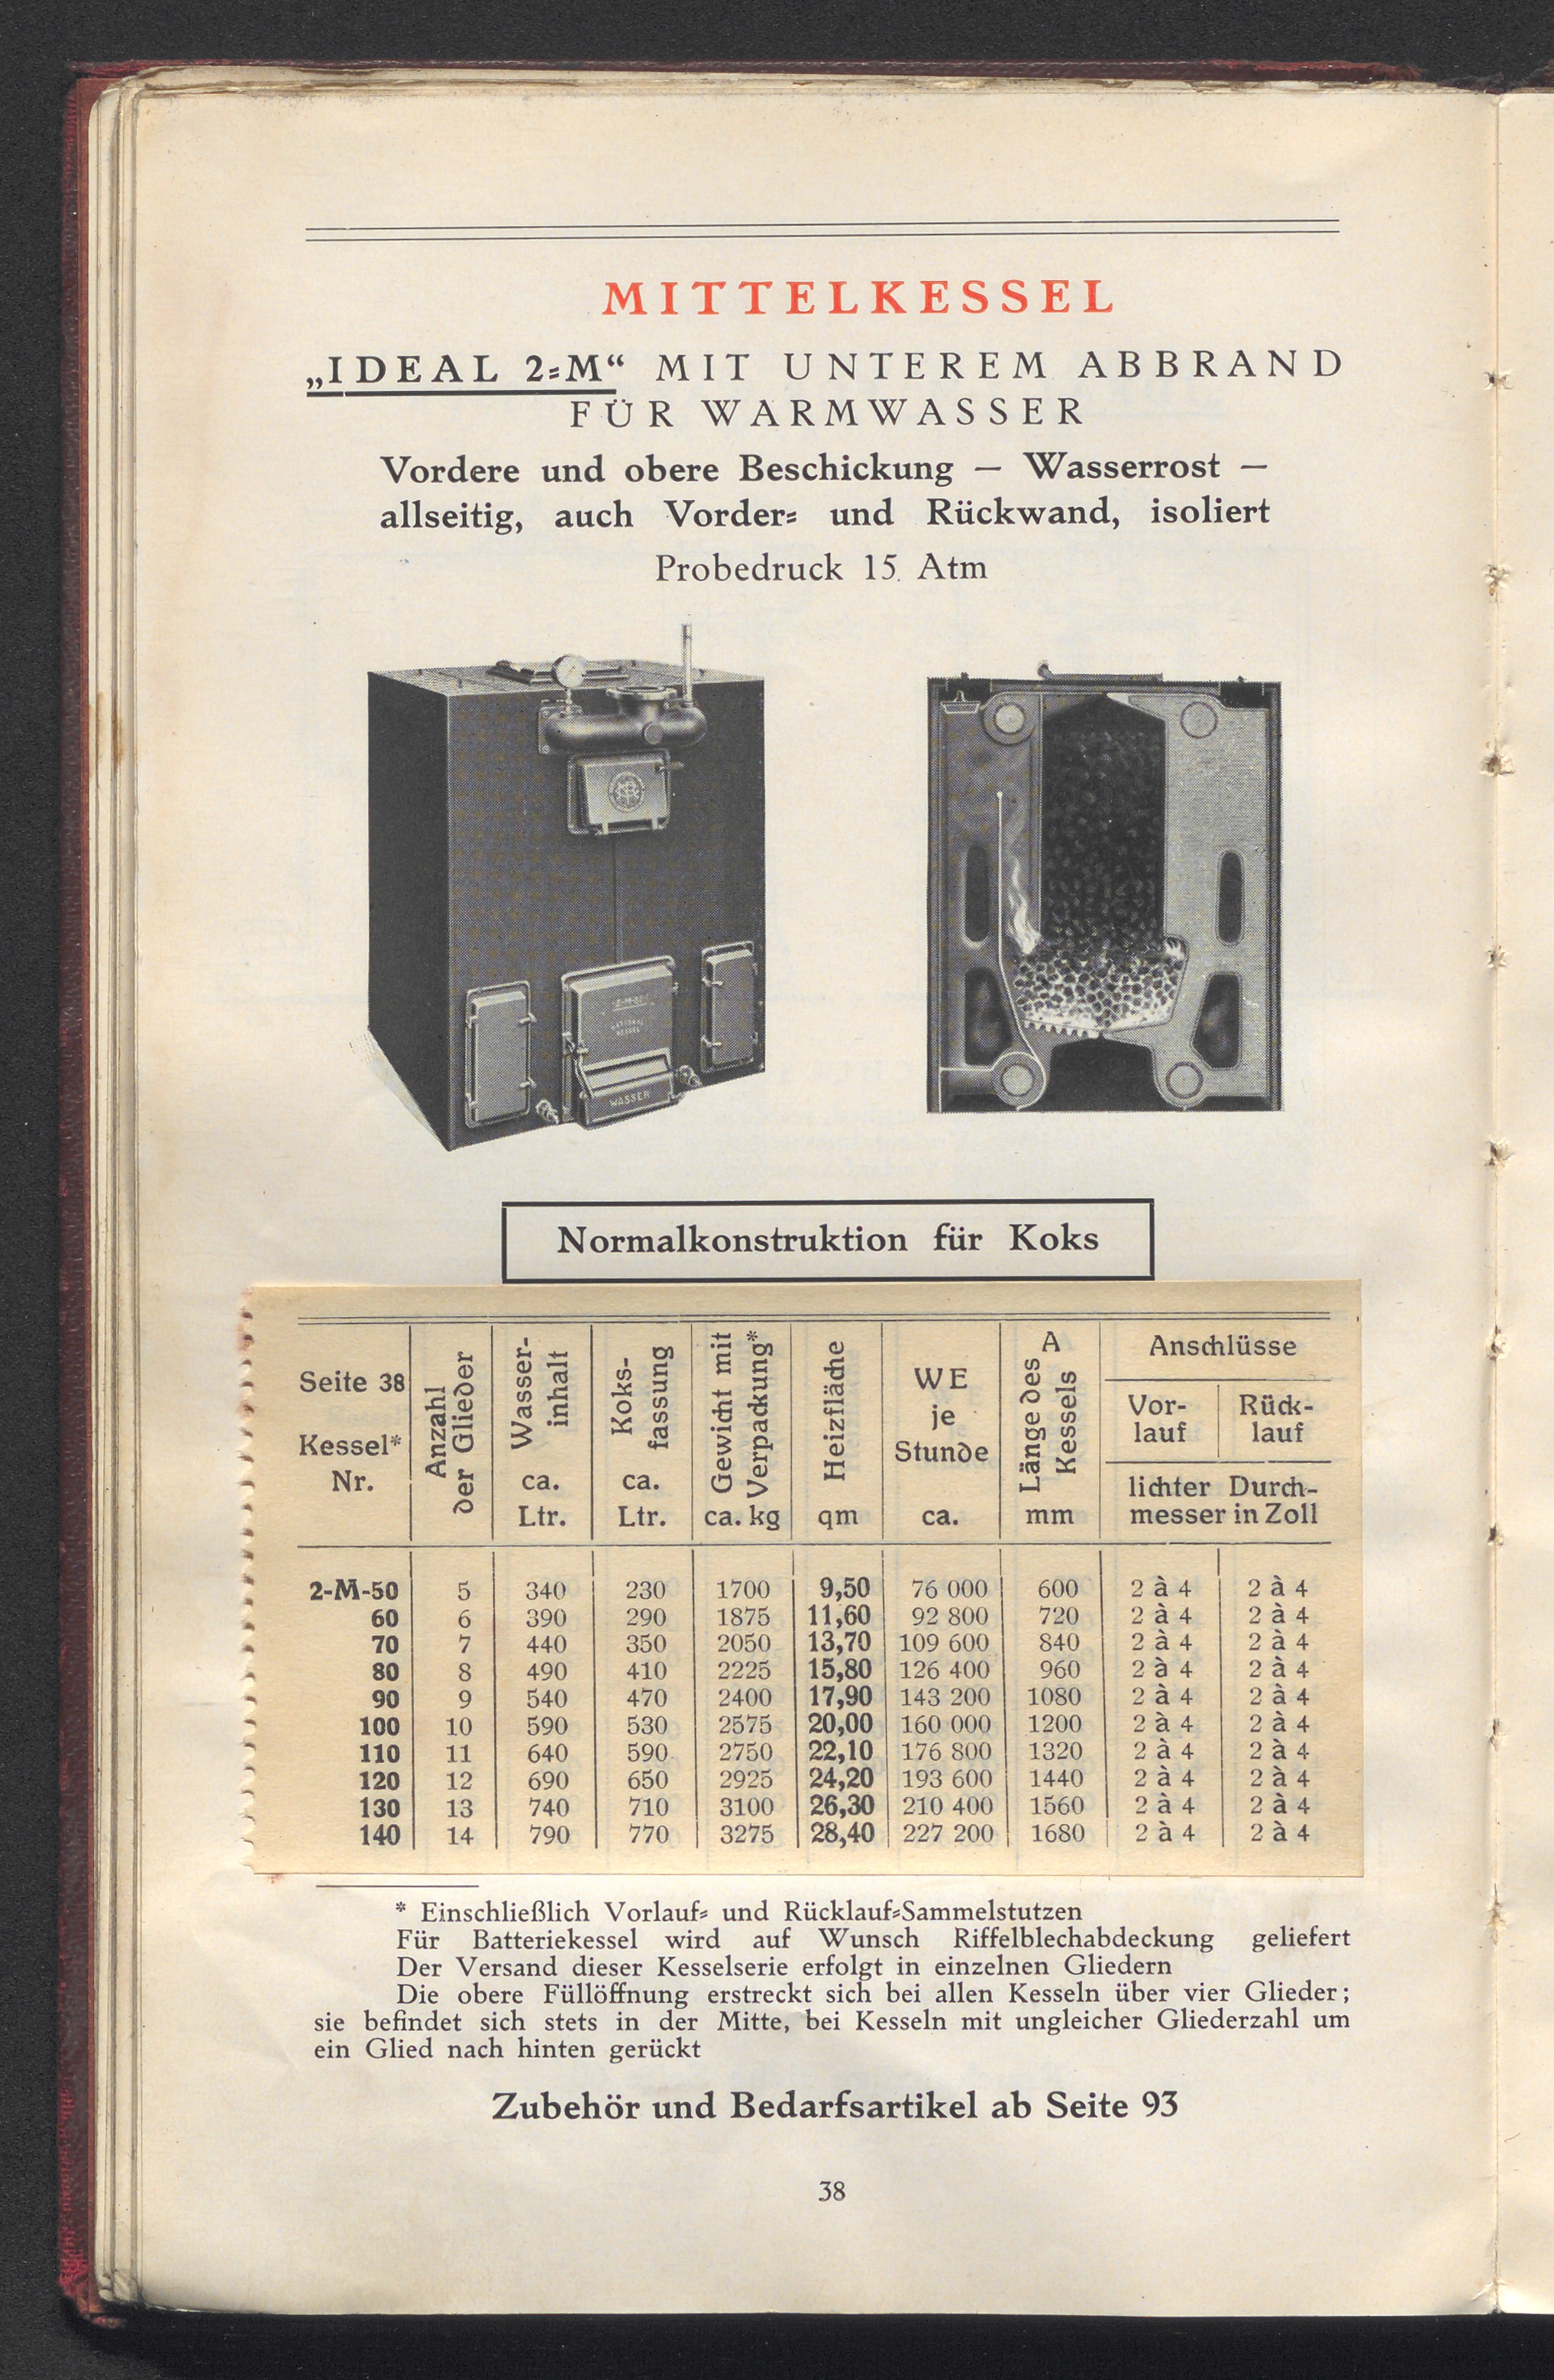 MITTELKESSEL
„IDEAL 2=M“ MIT UNTEREM ABBRAND
FÜR WARMWASSER
Vordere und obere Beschickung — Wasserrost —
allseitig, auch Vorder= und Rückwand, isoliert
Probedruck 15 Atm
WASSER
Normalkonstruktion für Koks
Seite 38
Kessel*
Nr.
Anzahl
der Glieder
Wasser-
inhalt
ca.
Ltr.
Koks-
fassung
ca.
Ltr.
Gewicht mit
Verpackung*
ca. kg
Heizfläche
qm
WE
je
Stunde
ca.
A
Länge des
Kessels
mm
Anschlüsse
Vor-
lauf
Rück-
lauf
lichter Durch-
messer in Zoll
2-M-50 5 340 230 1700 9,50 76 000 600 2 à 4 2 à 4
60 6 390 290 1875 11,60 92 800 720 2 à 4 2 à 4
70 7 440 350 2050 13,70 109 600 840 2 à 4 2 à 4
80 8 490 410 2225 15,80 126 400 960 2 à 4 2 à 4
90 9 540 470 2400 17,90 143 200 1080 2 à 4 2 à 4
100 10 590 530 2575 20,00 160 000 1200 2 à 4 2 à 4
110 11 640 590 2750 22,10 176 800 1320 2 à 4 2 à 4
120 12 690 650 2925 24,20 193 600 1440 2 à 4 2 à 4
130 13 740 710 3100 26,30 210 400 1560 2 à 4 2 à 4
140 14 790 770 3275 28,40 227 200 1680 2 à 4 2 à 4
* Einschließlich Vorlauf= und Rücklauf=Sammelstutzen
Für Batteriekessel wird auf Wunsch Riffelblechabdeckung geliefert
Der Versand dieser Kesselserie erfolgt in einzelnen Gliedern
Die obere Füllöffnung erstreckt sich bei allen Kesseln über vier Glieder;
sie befindet sich stets in der Mitte, bei Kesseln mit ungleicher Gliederzahl um
ein Glied nach hinten gerückt
Zubehör und Bedarfsartikel ab Seite 93
38